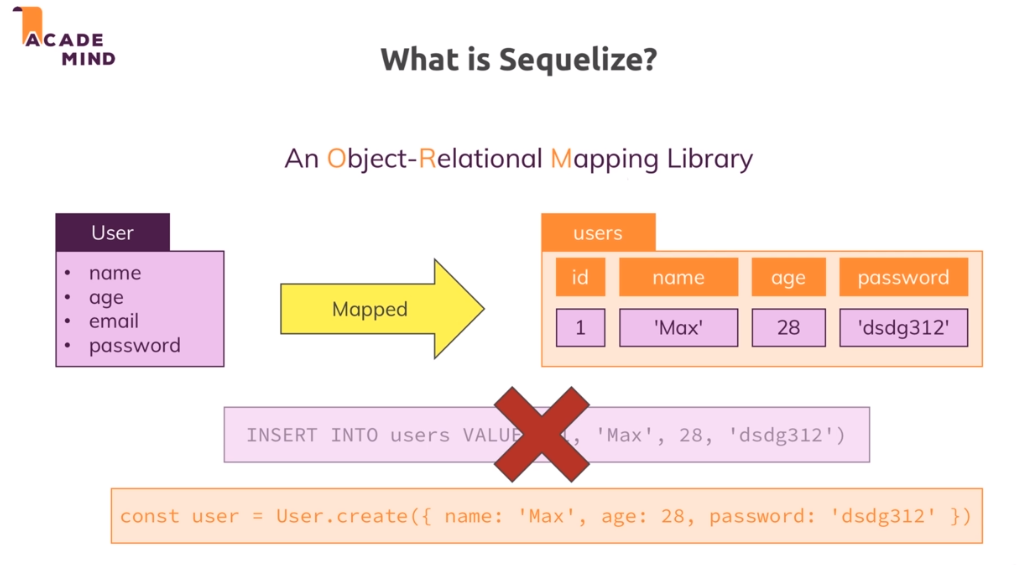 ACADE
MIND
What is Sequelize?
An Object-Relational Mapping Library
User
• name
• age
• email
• password
Mapped
users
id name age password
1 'Max' 28 'dsdg312'
INSERT INTO users VALUE 1, 'Max', 28, 'dsdg312')
const user = User.create({ name: 'Max', age: 28, password: 'dsdg312' })